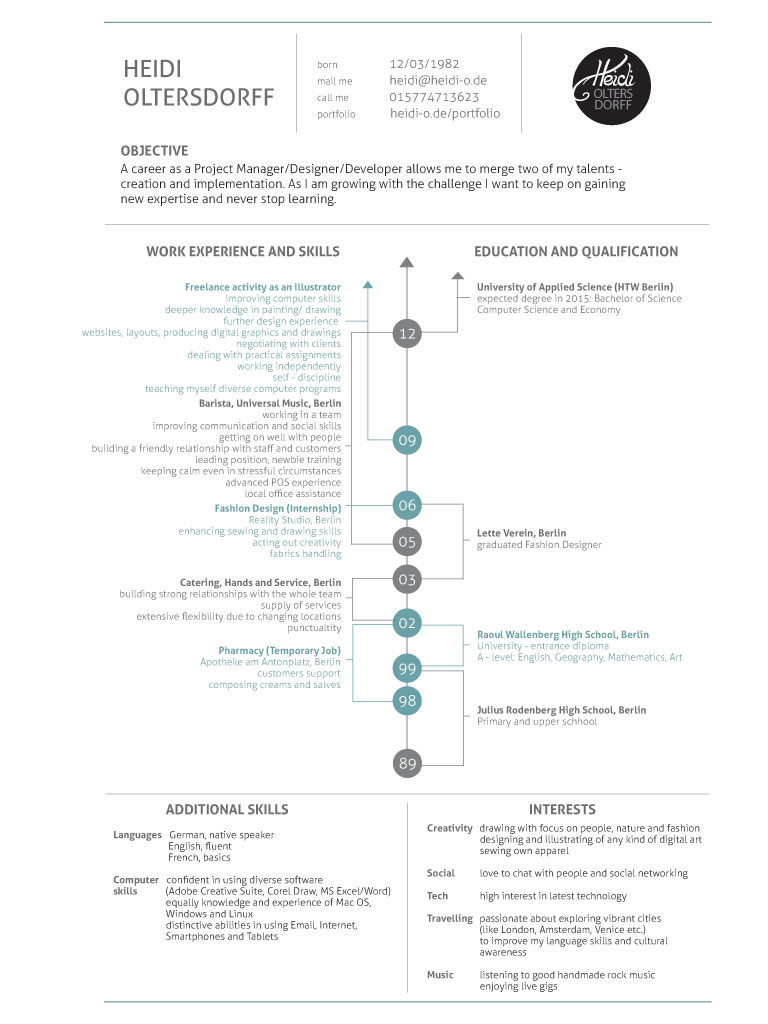 HEIDI
OLTERSDORFF
born 12/03/1982
mail me heidi@heidi-o.de
call me 015774713623
portfolio heidi-o.de/portfolio
Heidi
OLTERS
DORFF
OBJECTIVE
A career as a Project Manager/Designer/Developer allows me to merge two of my talents -
creation and implementation. As I am growing with the challenge I want to keep on gaining
new expertise and never stop learning.
WORK EXPERIENCE AND SKILLS
Freelance activity as an illustrator
improving computer skills
deeper knowledge in painting/ drawing
further design experience
websites, layouts, producing digital graphics and drawings
negotiating with clients
dealing with practical assignments
working independently
self - discipline
teaching myself diverse computer programs
Barista, Universal Music, Berlin
working in a team
improving communication and social skills
getting on well with people
building a friendly relationship with staff and customers
leading position, newbie training
keeping calm even in stressful circumstances
advanced POS experience
local office assistance
Fashion Design (Internship)
Reality Studio, Berlin
enhancing sewing and drawing skills
acting out creativity
fabrics handling
Catering, Hands and Service, Berlin
building strong relationships with the whole team
supply of services
extensive flexibility due to changing locations
punctualtity
Pharmacy (Temporary Job)
Apotheke am Antonplatz, Berlin
customers support
composing creams and salves
12
09
06
05
03
02
99
98
89
EDUCATION AND QUALIFICATION
University of Applied Science (HTW Berlin)
expected degree in 2015: Bachelor of Science
Computer Science and Economy
Lette Verein, Berlin
graduated Fashion Designer
Raoul Wallenberg High School, Berlin
University - entrance diploma
A - level: English, Geography, Mathematics, Art
Julius Rodenberg High School, Berlin
Primary and upper schhool
ADDITIONAL SKILLS
Languages German, native speaker
English, fluent
French, basics
Computer confident in using diverse software
skills (Adobe Creative Suite, Corel Draw, MS Excel/Word)
equally knowledge and experience of Mac OS,
Windows and Linux
distinctive abilities in using Email, Internet,
Smartphones and Tablets
INTERESTS
Creativity drawing with focus on people, nature and fashion
designing and illustrating of any kind of digital art
sewing own apparel
Social love to chat with people and social networking
Tech high interest in latest technology
Travelling passionate about exploring vibrant cities
(like London, Amsterdam, Venice etc.)
to improve my language skills and cultural
awareness
Music listening to good handmade rock music
enjoying live gigs